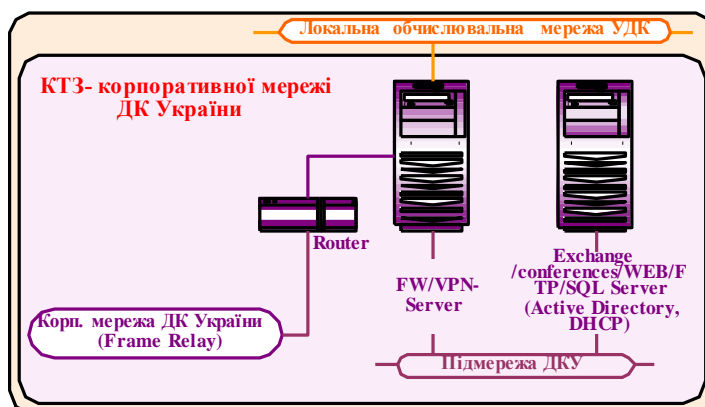 Локальна обчислювальна мережа УДК
КТЗ- корпоративної мережі
ДК України
Router
FW/VPN-
Server
Exchange
/conferences/WEB/F
TP/SQL Server
(Active Directory,
DHCP)
Корп. мережа ДК України
(Frame Relay)
Підмережа ДКУ